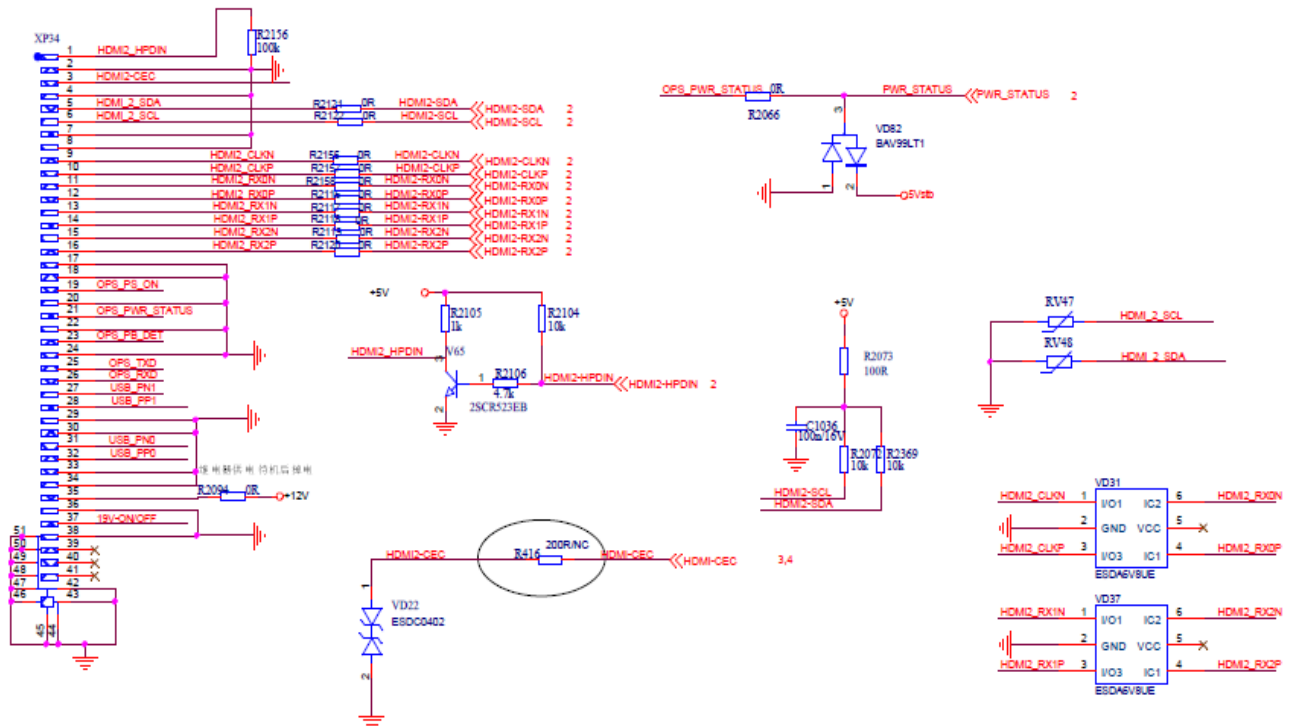 XP34
1 HDMI2_HPDIN
R2156
100k
2
3 HDMI2-CEC
4
5 HDMI_2_SDA R2121 0R HDMI2-SDA HDMI2-SDA 2
6 HDMI_2_SCL R2127 0R HDMI2-SCL HDMI2-SCL 2
7
8
9 HDMI2_CLKN 0R HDMI2-CLKN HDMI2-CLKN 2
10 HDMI2_CLKP 0R HDMI2-CLKP HDMI2-CLKP 2
11 HDMI2_RX0N 0R HDMI2-RX0N HDMI2-RX0N 2
12 HDMI2_RX0P 0R HDMI2-RX0P HDMI2-RX0P 2
13 HDMI2_RX1N 0R HDMI2-RX1N HDMI2-RX1N 2
14 HDMI2_RX1P 0R HDMI2-RX1P HDMI2-RX1P 2
15 HDMI2_RX2N 0R HDMI2-RX2N HDMI2-RX2N 2
16 HDMI2_RX2P 0R HDMI2-RX2P HDMI2-RX2P 2
17
18
19 OPS_PS_ON
20
21 OPS_PWR_STATUS
22
23 OPS_PB_DET
24
25 OPS_TXD
26 OPS_RXD
27 USB_PN1
28 USB_PP1
29
30
31 USB_PN0
32 USB_PP0
33
34
35 R2094 0R +12V
36
37 19V-ON/OFF
51 38
50 39
49 40
48 41
47 42
46 43
45 44
OPS_PWR_STATUS 0R PWR_STATUS PWR_STATUS 2
R2066
3
VD82
BAV99LT1
1 2
5Vstb
+5V
R2105
1k
R2104
10k
HDMI2_HPDIN 3 V65
1 R2106 HDMI2-HPDIN HDMI2-HPDIN 2
4.7k
2 2SCR523EB
+5V
R2073
100R
C1036
100n/16V
R2072
10k
R2369
10k
HDMI2-SCL
HDMI2-SDA
RV47 HDMI_2_SCL
RV48 HDMI_2_SDA
HDMI2-CEC 200R/NC HDMI-CEC HDMI-CEC 3,4
R416
1
VD22
ESDC0402
2
VD31
HDMI2_CLKN 1 I/O1 IC2 6 HDMI2_RX0N
2 GND VCC 5
HDMI2_CLKP 3 I/O3 IC1 4 HDMI2_RX0P
ESDA6V8UE
VD37
HDMI2_RX1N 1 I/O1 IC2 6 HDMI2_RX2N
2 GND VCC 5
HDMI2_RX1P 3 I/O3 IC1 4 HDMI2_RX2P
ESDA6V8UE